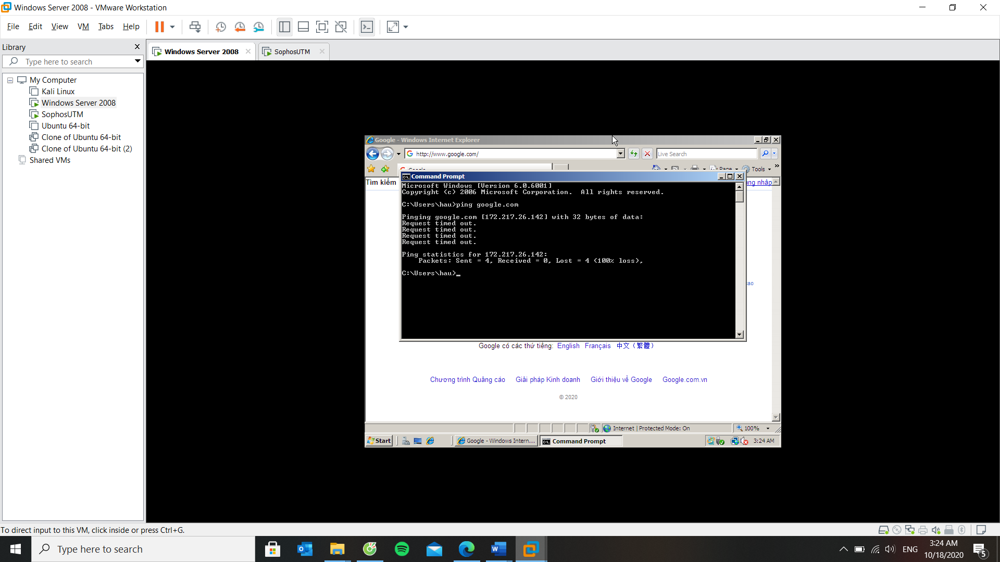 Windows Server 2008 - VMware Workstation
File Edit View VM Tabs Help
Library
Type here to search
My Computer
Kali Linux
Windows Server 2008
SophosUTM
Ubuntu 64-bit
Clone of Ubuntu 64-bit
Clone of Ubuntu 64-bit (2)
Shared VMs
Windows Server 2008
SophosUTM
Google - Windows Internet Explorer
http://www.google.com/
Live Search
Google
Page
Tools
Tìm kiếm
ng nhập
Command Prompt
Microsoft Windows [Version 6.0.6001]
Copyright (c) 2006 Microsoft Corporation.  All rights reserved.
C:\Users\hau>ping google.com
Pinging google.com [172.217.26.142] with 32 bytes of data:
Request timed out.
Request timed out.
Request timed out.
Request timed out.
Ping statistics for 172.217.26.142:
Packets: Sent = 4, Received = 0, Lost = 4 (100% loss),
C:\Users\hau>_
cao
Google có các thứ tiếng: English Français 中文（繁體）
Chương trình Quảng cáo Giải pháp Kinh doanh Giới thiệu về Google Google.com.vn
© 2020
Internet | Protected Mode: On
100%
Start
Google - Windows Intern...
Command Prompt
3:24 AM
To direct input to this VM, click inside or press Ctrl+G.
Type here to search
ENG
3:24 AM
10/18/2020
5